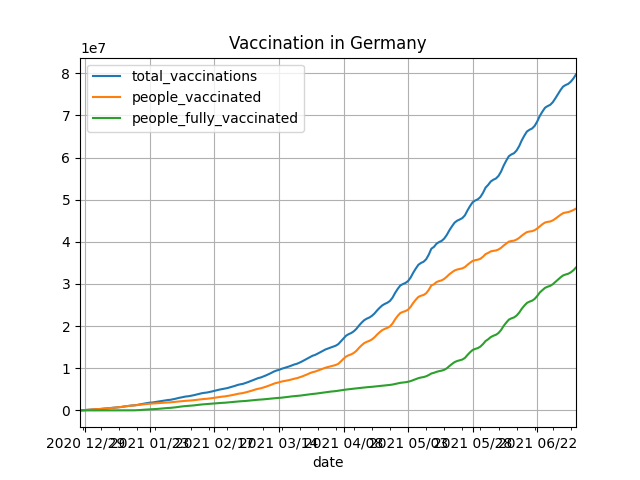 Vaccination in Germany
1e7
total_vaccinations
people_vaccinated
people_fully_vaccinated
8
7
6
5
4
3
2
1
0
2020 12/29 2021 01/23 2021 02/17 2021 03/14 2021 04/08 2021 05/03 2021 05/28 2021 06/22
date